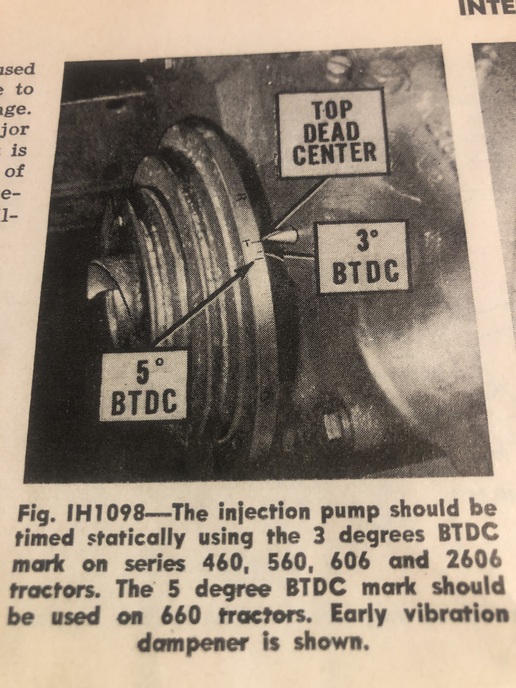 INTE
used
e to
age.
jor
t is
of
e-
l-
TOP
DEAD
CENTER
3°
BTDC
5°
BTDC
Fig. IH1098—The injection pump should be
timed statically using the 3 degrees BTDC
mark on series 460, 560, 606 and 2606
tractors. The 5 degree BTDC mark should
be used on 660 tractors. Early vibration
dampener is shown.